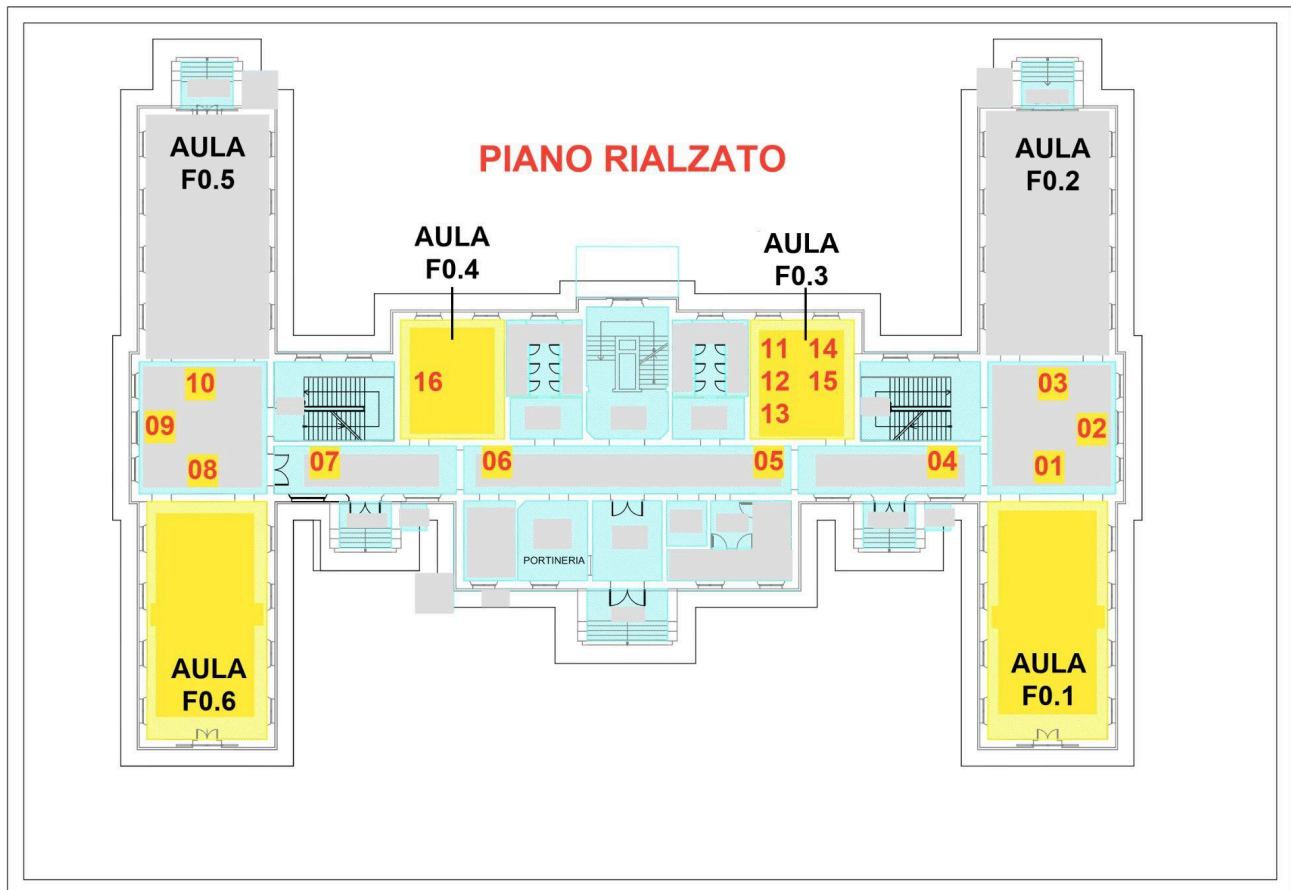 AULA
F0.5
PIANO RIALZATO
AULA
F0.2
AULA
F0.4
AULA
F0.3
11 14
12 15
13
16
10
09
08
07
06
05
04
03
02
01
PORTINERIA
AULA
F0.6
AULA
F0.1